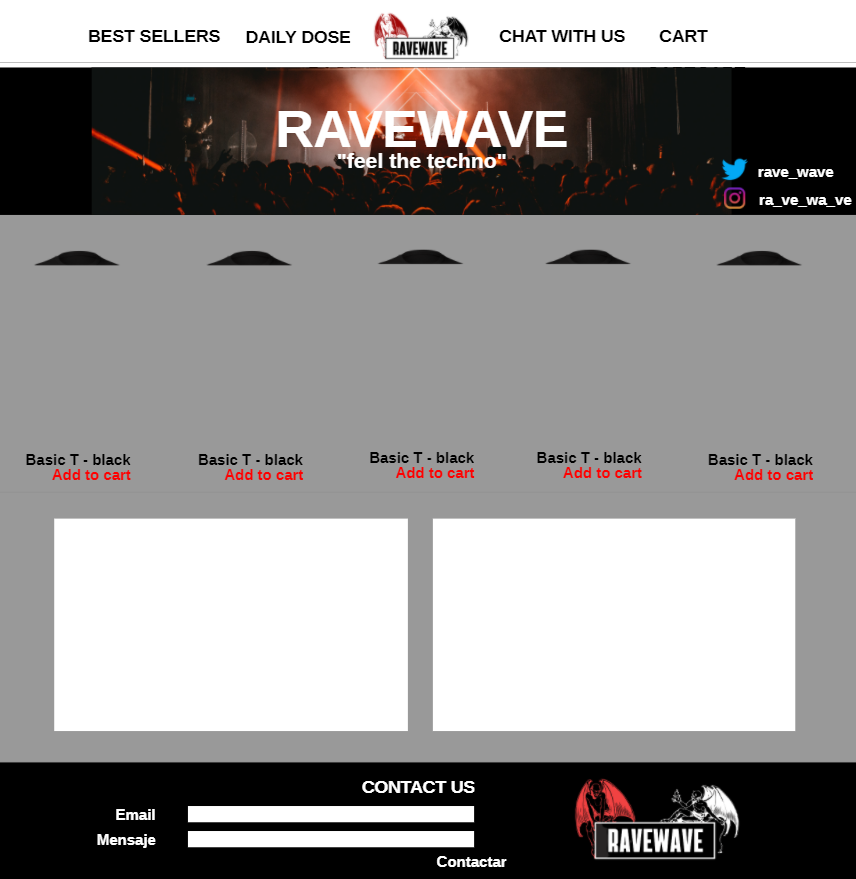 BEST SELLERS
DAILY DOSE
RAVEWAVE
CHAT WITH US
CART
RAVEWAVE
"feel the techno"
rave_wave
ra_ve_wa_ve
Basic T - black
Add to cart
Basic T - black
Add to cart
Basic T - black
Add to cart
Basic T - black
Add to cart
Basic T - black
Add to cart
CONTACT US
Email
Mensaje
Contactar
RAVEWAVE